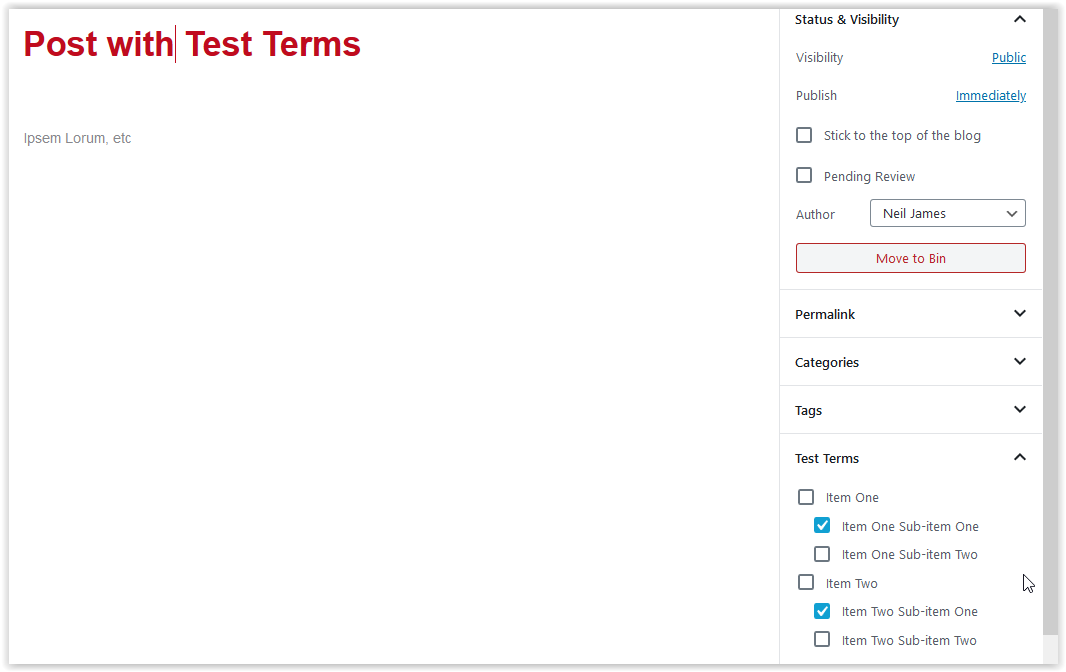 Post with Test Terms
Ipsem Lorum, etc
Status & Visibility
Visibility Public
Publish Immediately
Stick to the top of the blog
Pending Review
Author Neil James
Move to Bin
Permalink
Categories
Tags
Test Terms
Item One
Item One Sub-item One
Item One Sub-item Two
Item Two
Item Two Sub-item One
Item Two Sub-item Two